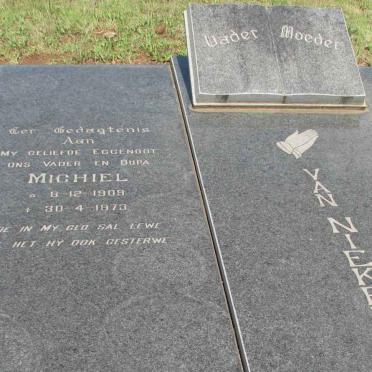 Vader Moeder
Ter Gedagtenis
Aan
My geliefde eggenoot
ons Vader en Oupa
Michiel
8-12-1909
30-4-1973
in My glo sal lewe
het hy ook gesterwe
van Nieke